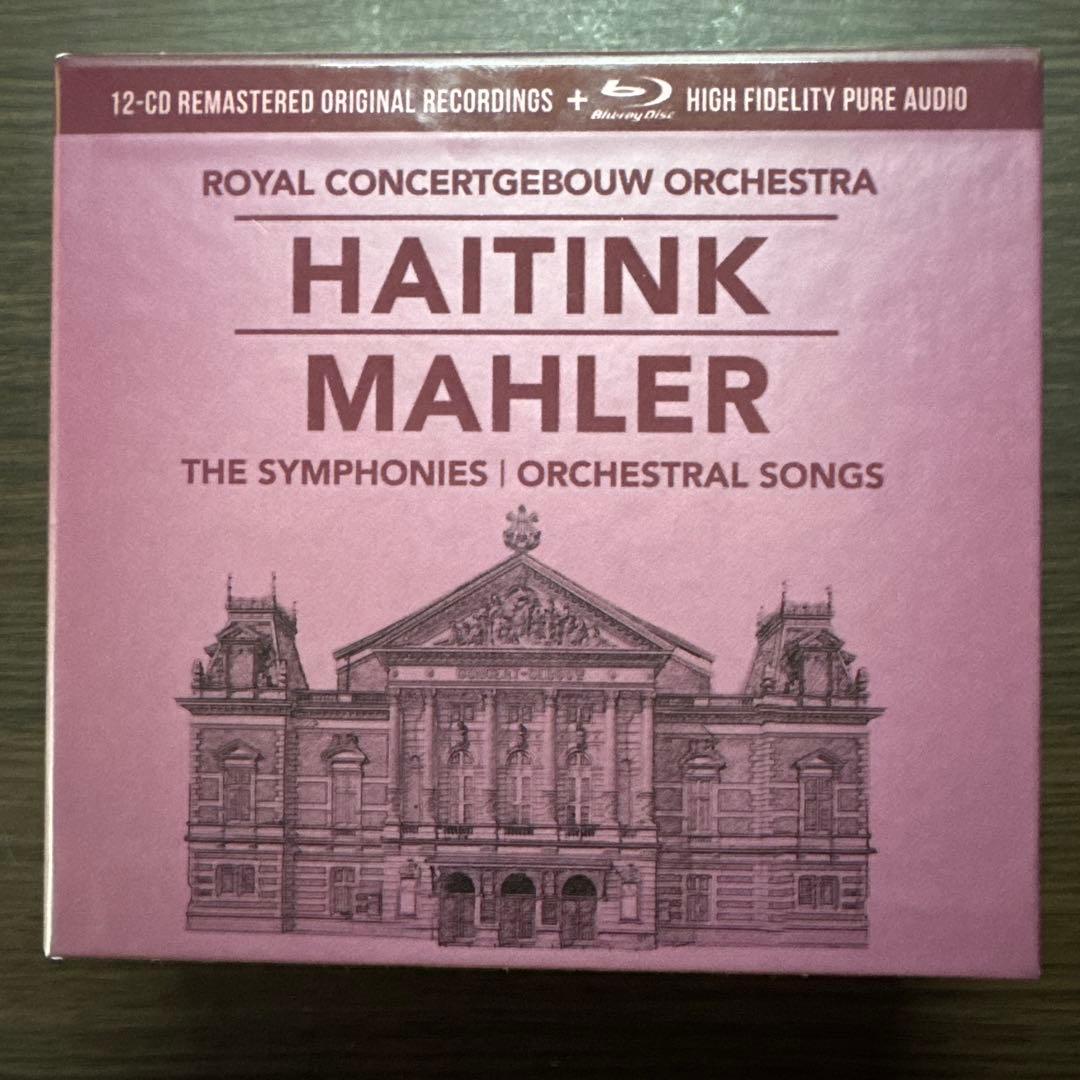 12-CD REMASTERED ORIGINAL RECORDINGS + Blu-ray Disc HIGH FIDELITY PURE AUDIO
ROYAL CONCERTGEBOUW ORCHESTRA
HAITINK
MAHLER
THE SYMPHONIES | ORCHESTRAL SONGS